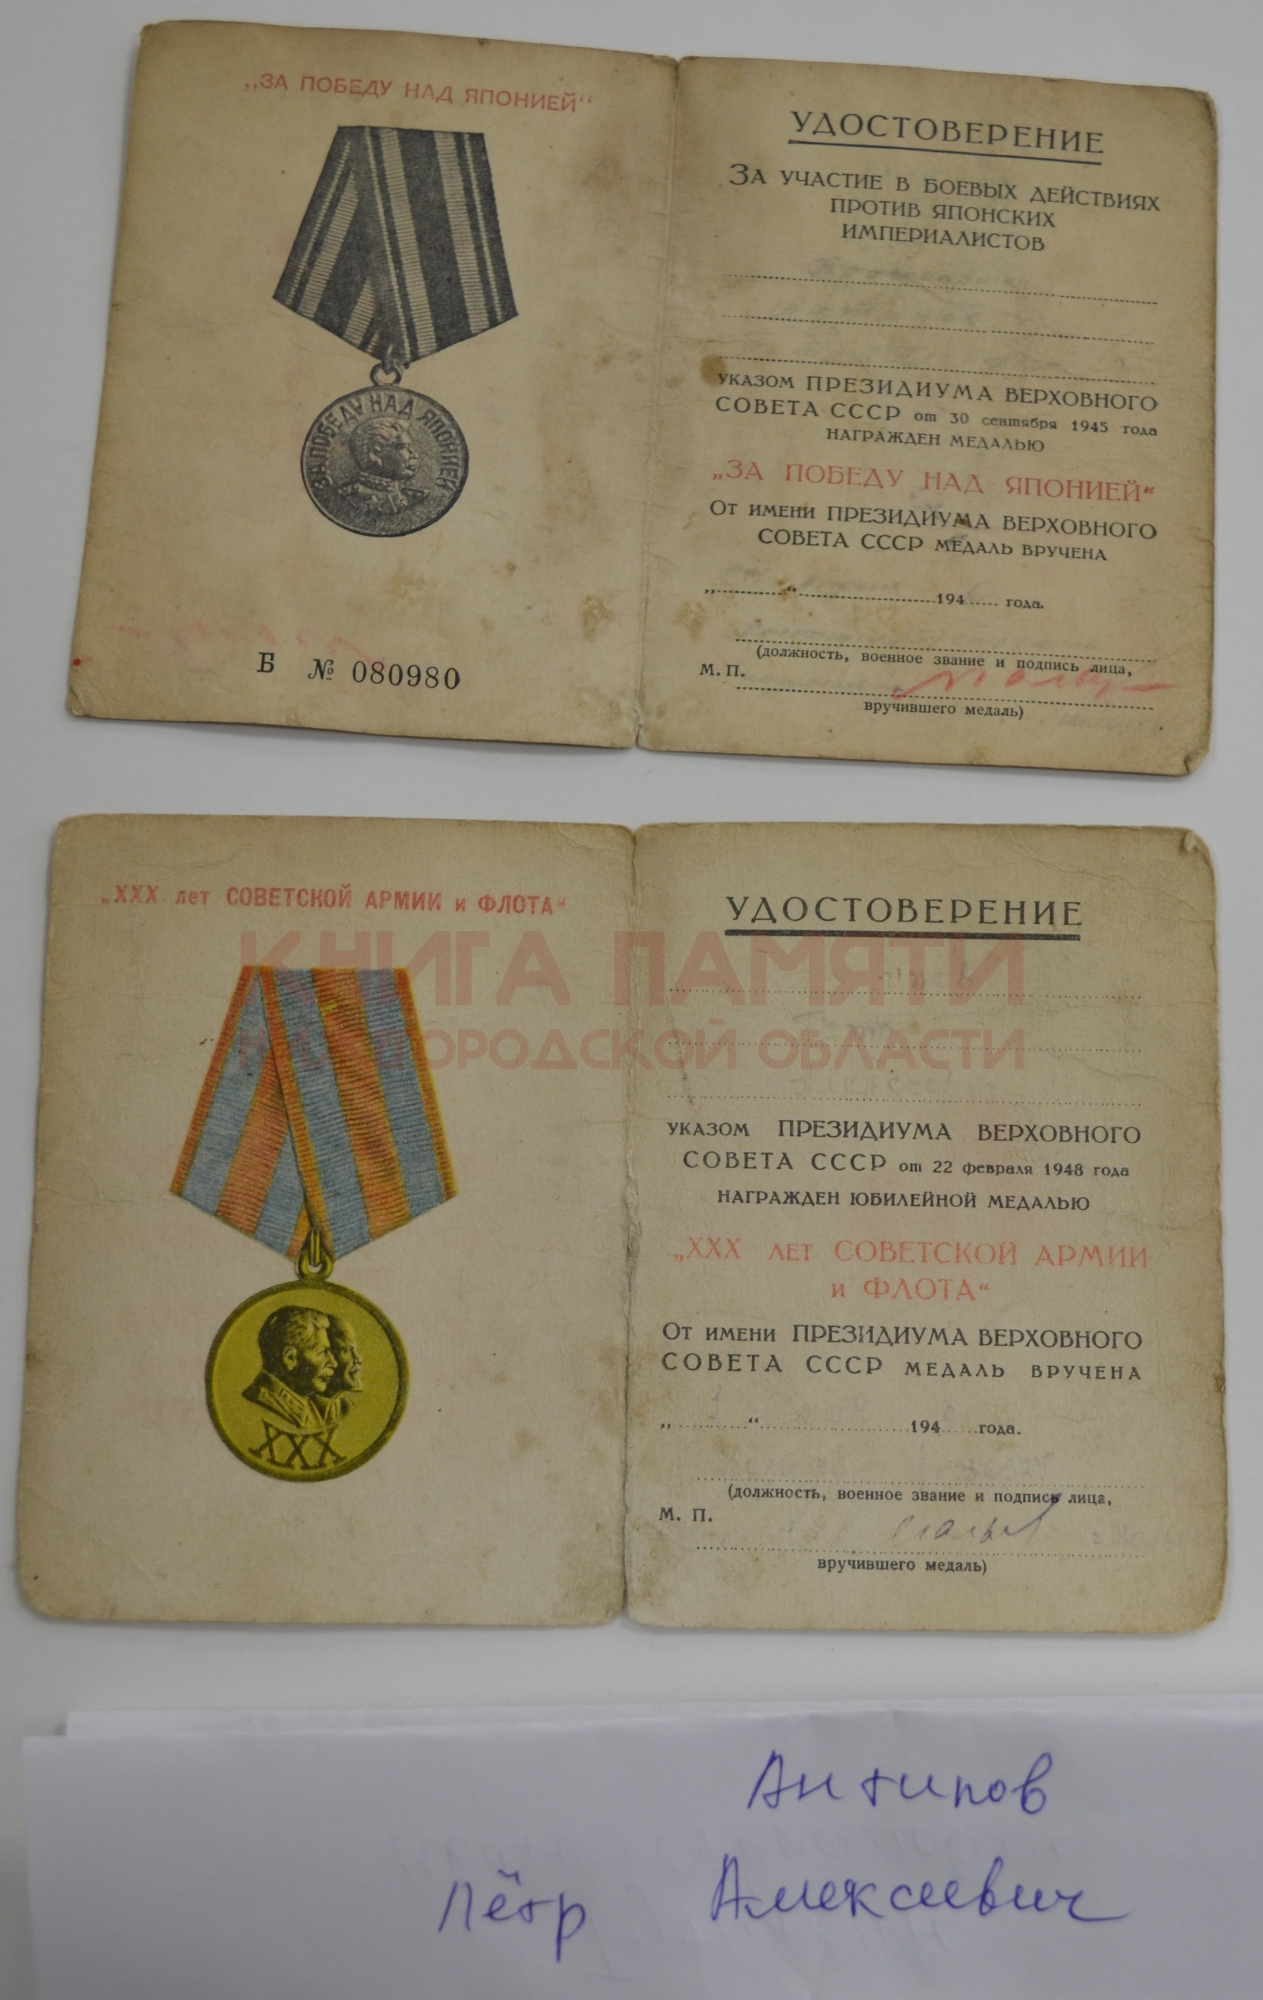 „ЗА ПОБЕДУ НАД ЯПОНИЕЙ“
ЗА ПОБЕДУ НАД ЯПОНИЕЙ
Б № 080980
УДОСТОВЕРЕНИЕ
ЗА УЧАСТИЕ В БОЕВЫХ ДЕЙСТВИЯХ
ПРОТИВ ЯПОНСКИХ
ИМПЕРИАЛИСТОВ
УКАЗОМ ПРЕЗИДИУМА ВЕРХОВНОГО
СОВЕТА СССР от 30 сентября 1945 года
НАГРАЖДЕН МЕДАЛЬЮ
„ЗА ПОБЕДУ НАД ЯПОНИЕЙ“
ОТ ИМЕНИ ПРЕЗИДИУМА ВЕРХОВНОГО
СОВЕТА СССР МЕДАЛЬ ВРУЧЕНА
„ “ 194 года.
(должность, военное звание и подпись лица,
М. П.
вручившего медаль)
„XXX лет СОВЕТСКОЙ АРМИИ и ФЛОТА“
XXX
УДОСТОВЕРЕНИЕ
КНИГА ПАМЯТИ
НИЖЕГОРОДСКОЙ ОБЛАСТИ
УКАЗОМ ПРЕЗИДИУМА ВЕРХОВНОГО
СОВЕТА СССР от 22 февраля 1948 года
НАГРАЖДЕН ЮБИЛЕЙНОЙ МЕДАЛЬЮ
„XXX ЛЕТ СОВЕТСКОЙ АРМИИ
и ФЛОТА“
ОТ ИМЕНИ ПРЕЗИДИУМА ВЕРХОВНОГО
СОВЕТА СССР МЕДАЛЬ ВРУЧЕНА
„ “ 194 года.
(должность, военное звание и подпись лица,
М. П.
вручившего медаль)
Антипов
Пётр Алексеевич